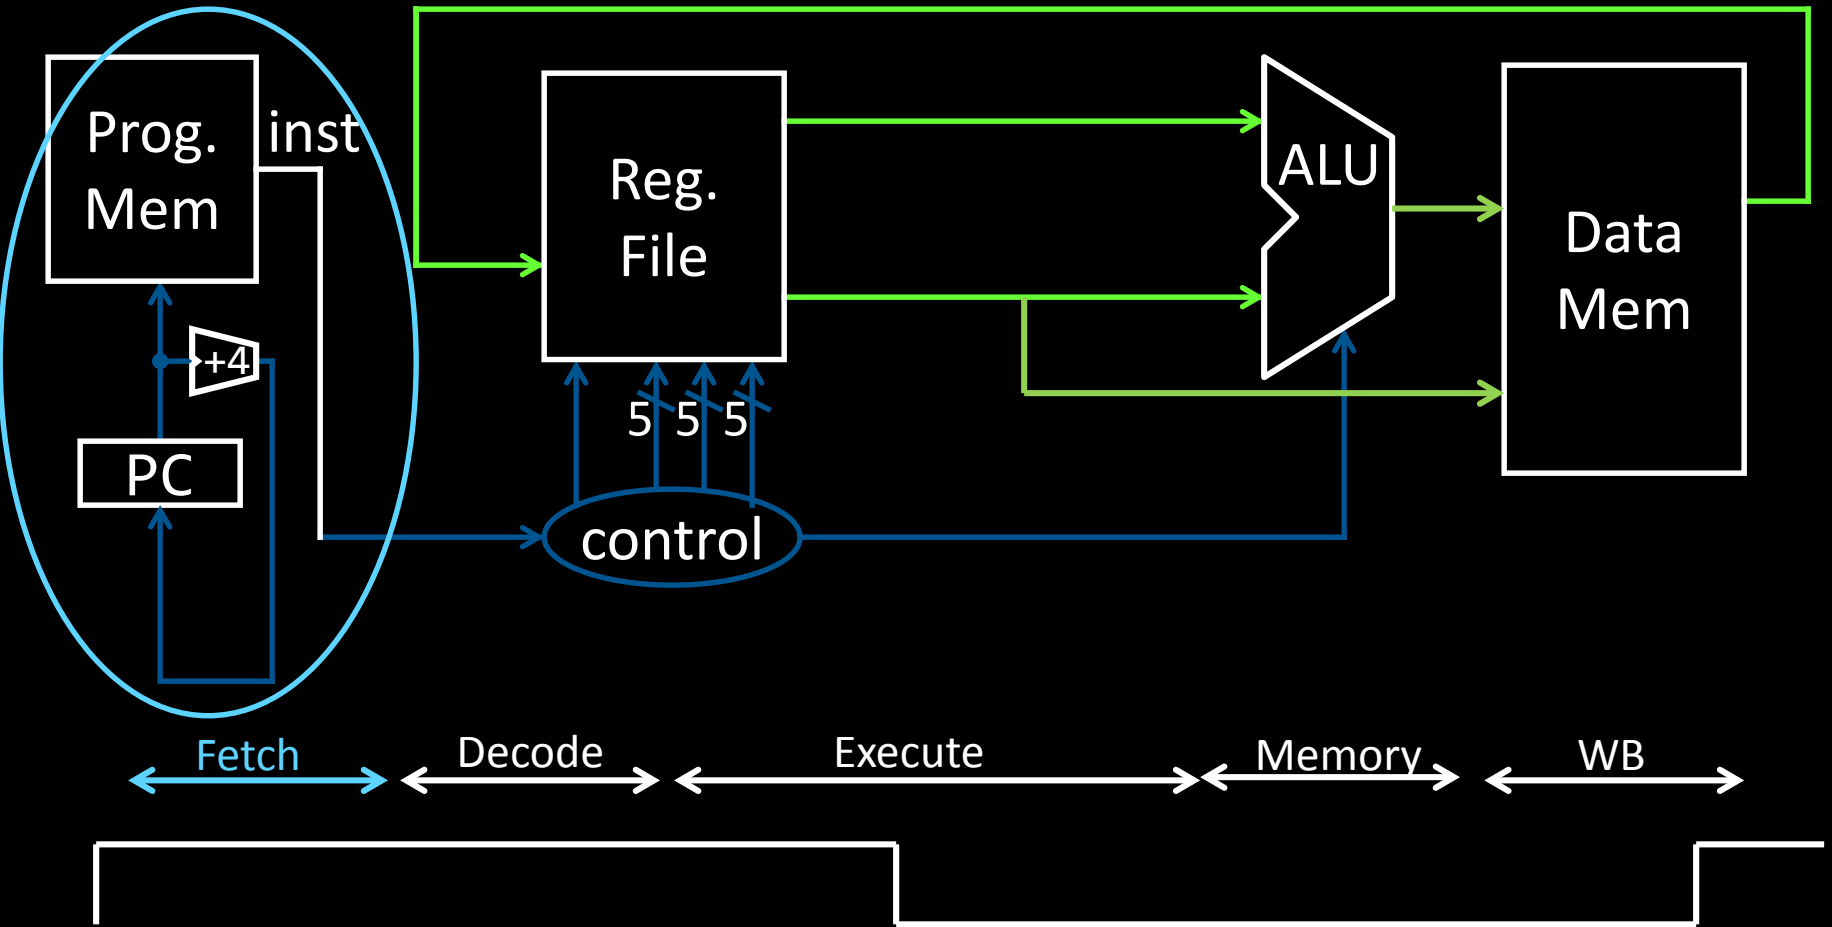 Prog.
Mem
inst
+4
PC
Reg.
File
5 5 5
control
ALU
Data
Mem
Fetch
Decode
Execute
Memory
WB